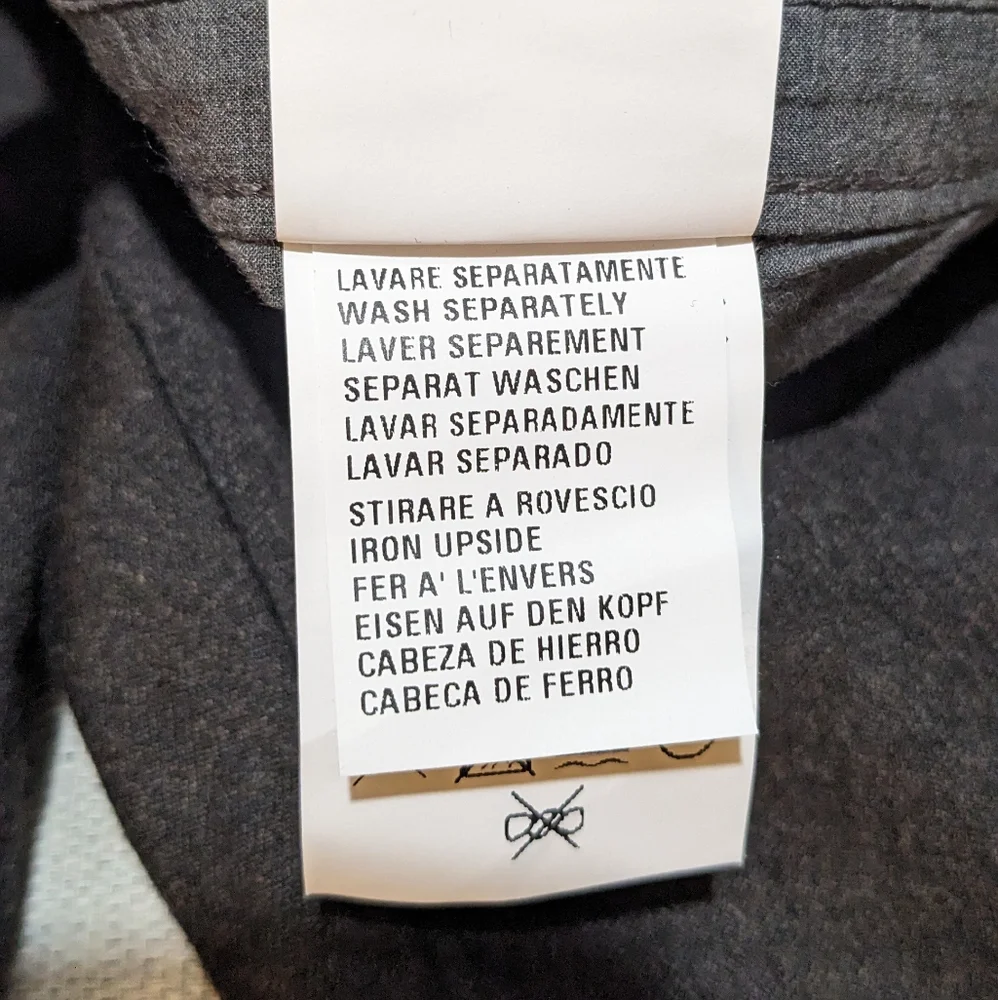 LAVARE SEPARATAMENTE
WASH SEPARATELY
LAVER SEPAREMENT
SEPARAT WASCHEN
LAVAR SEPARADAMENTE
LAVAR SEPARADO
STIRARE A ROVESCIO
IRON UPSIDE
FER A' L'ENVERS
EISEN AUF DEN KOPF
CABEZA DE HIERRO
CABECA DE FERRO